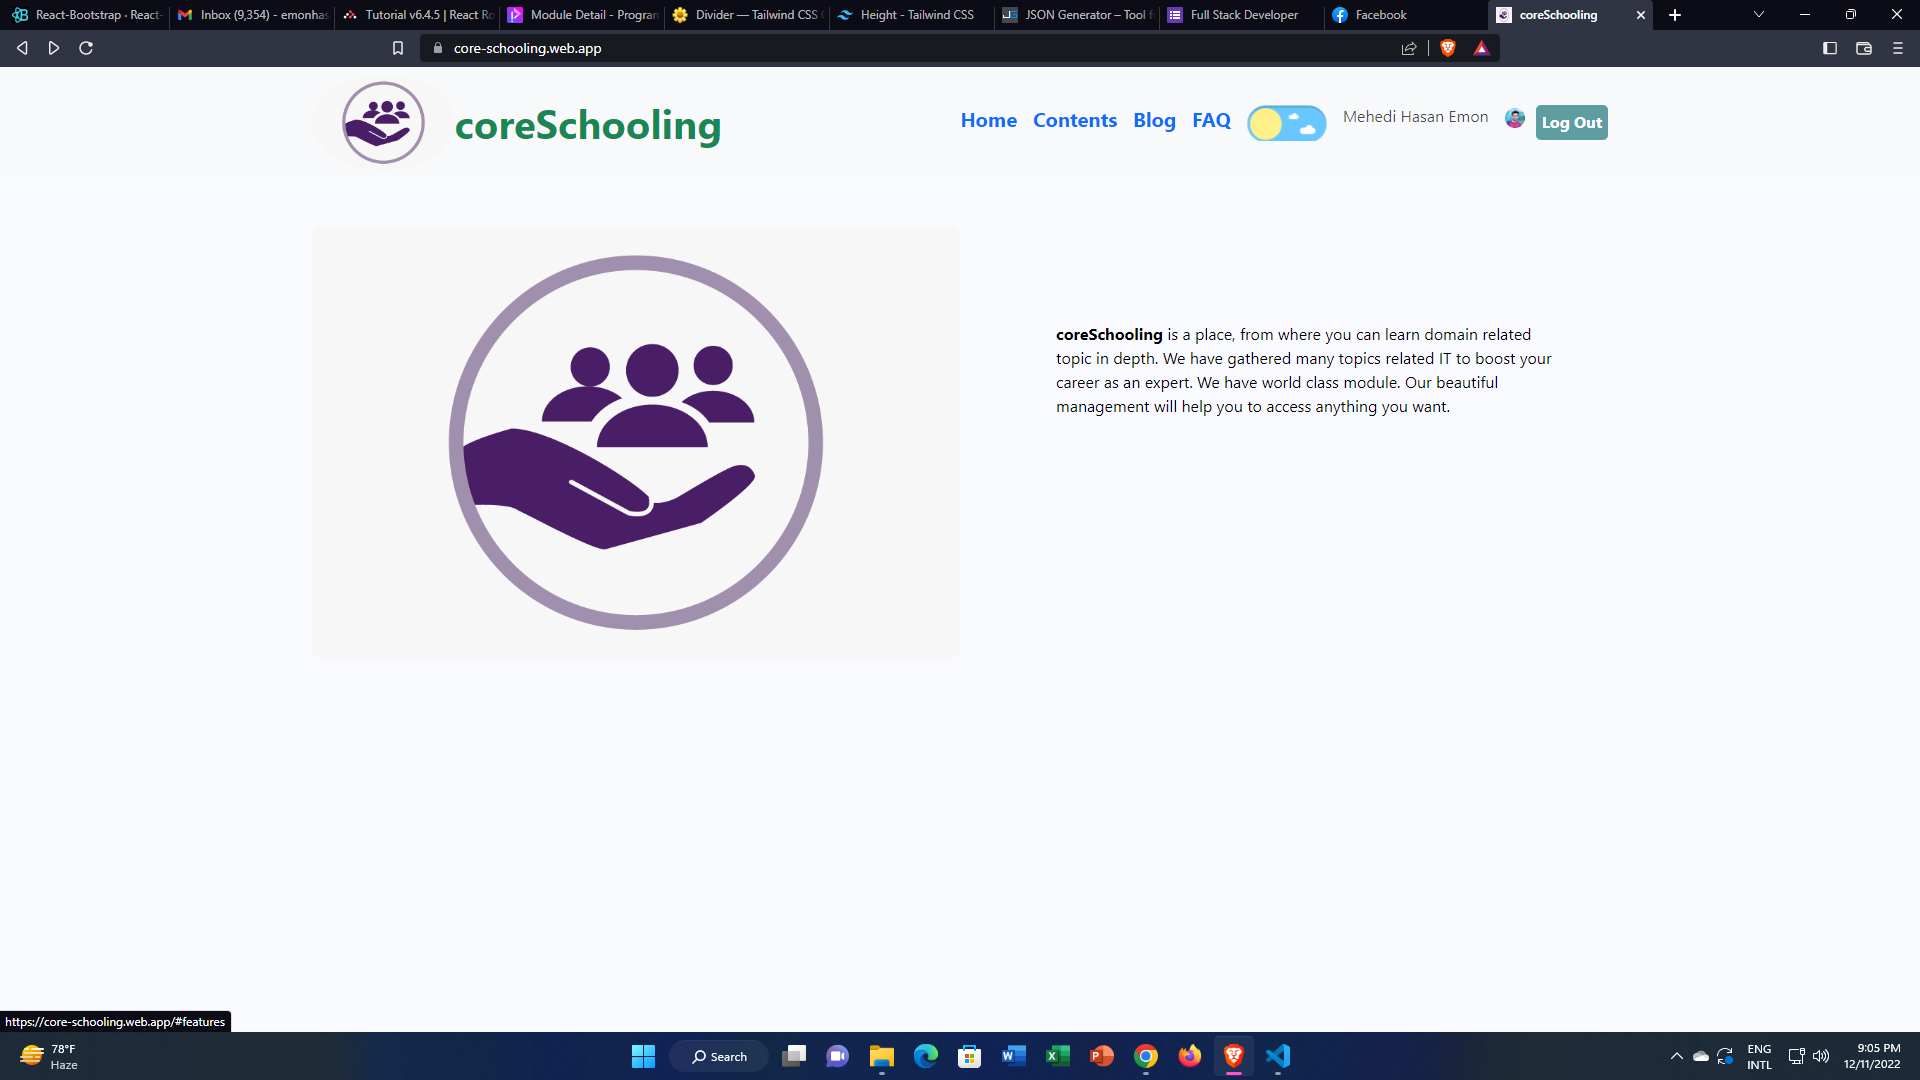 React-Bootstrap · React-
Inbox (9,354) - emonhas
Tutorial v6.4.5 | React Ro
Module Detail - Program
Divider — Tailwind CSS
Height - Tailwind CSS
JSON Generator – Tool f
Full Stack Developer
Facebook
coreSchooling
core-schooling.web.app
coreSchooling
Home
Contents
Blog
FAQ
Mehedi Hasan Emon
Log Out
coreSchooling is a place, from where you can learn domain related
topic in depth. We have gathered many topics related IT to boost your
career as an expert. We have world class module. Our beautiful
management will help you to access anything you want.
https://core-schooling.web.app/#features
78°F
Haze
Search
ENG
INTL
9:05 PM
12/11/2022